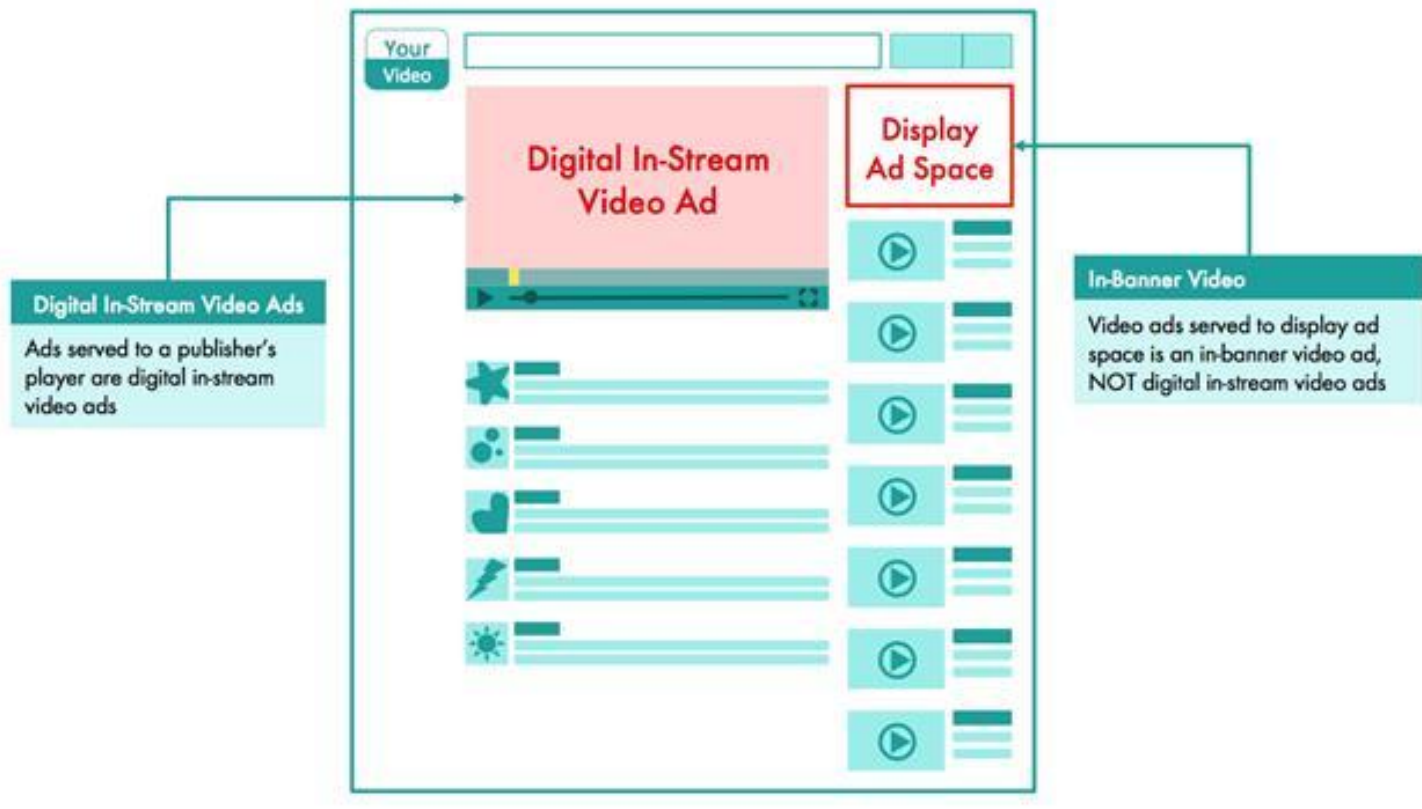 Your
Video
Digital In-Stream
Video Ad
Display
Ad Space
Digital In-Stream Video Ads
Ads served to a publisher's
player are digital in-stream
video ads
In-Banner Video
Video ads served to display ad
space is an in-banner video ad,
NOT digital in-stream video ads